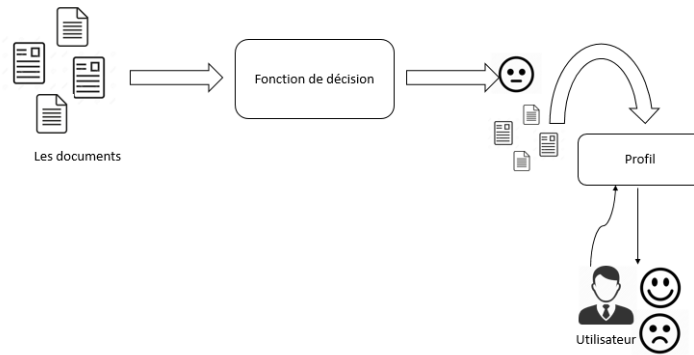 Fonction de décision
Les documents
Profil
Utilisateur